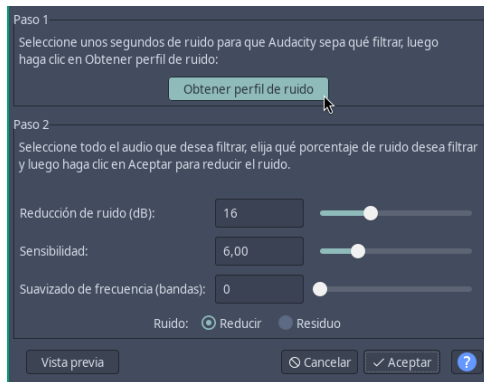 Paso 1
Seleccione unos segundos de ruido para que Audacity sepa qué filtrar, luego
haga clic en Obtener perfil de ruido:
Obtener perfil de ruido
Paso 2
Seleccione todo el audio que desea filtrar, elija qué porcentaje de ruido desea filtrar
y luego haga clic en Aceptar para reducir el ruido.
Reducción de ruido (dB): 16
Sensibilidad: 6,00
Suavizado de frecuencia (bandas): 0
Ruido: Reducir Residuo
Vista previa Cancelar Aceptar ?